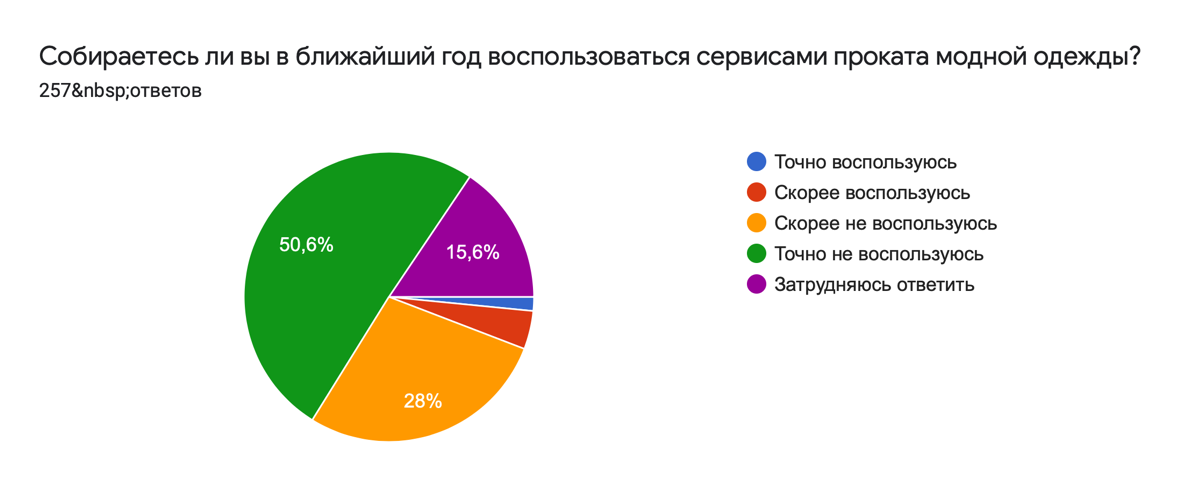 Собираетесь ли вы в ближайший год воспользоваться сервисами проката модной одежды?
257&nbsp;ответов
Точно воспользуюсь
Скорее воспользуюсь
Скорее не воспользуюсь
Точно не воспользуюсь
Затрудняюсь ответить
50,6%
15,6%
28%